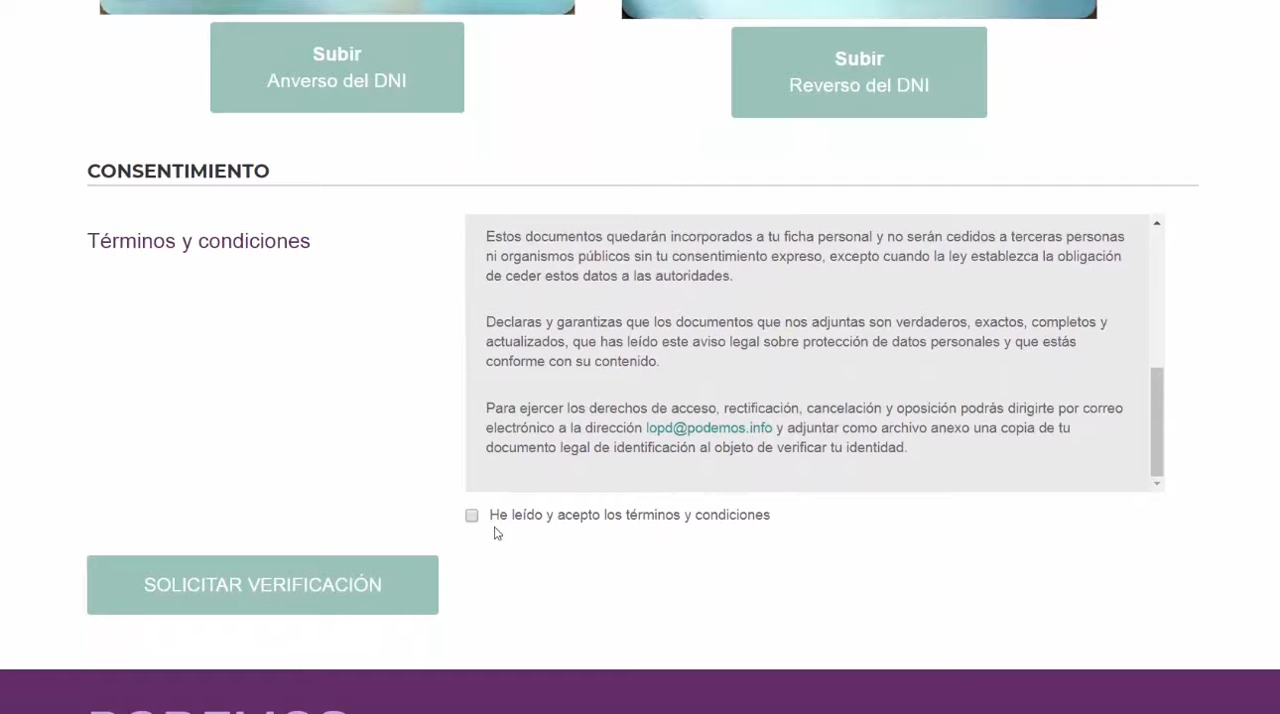 Subir
Anverso del DNI
Subir
Reverso del DNI
CONSENTIMIENTO
Términos y condiciones
Estos documentos quedarán incorporados a tu ficha personal y no serán cedidos a terceras personas
ni organismos públicos sin tu consentimiento expreso, excepto cuando la ley establezca la obligación
de ceder estos datos a las autoridades.
Declaras y garantizas que los documentos que nos adjuntas son verdaderos, exactos, completos y
actualizados, que has leído este aviso legal sobre protección de datos personales y que estás
conforme con su contenido.
Para ejercer los derechos de acceso, rectificación, cancelación y oposición podrás dirigirte por correo
electrónico a la dirección lopd@podemos.info y adjuntar como archivo anexo una copia de tu
documento legal de identificación al objeto de verificar tu identidad.
He leído y acepto los términos y condiciones
SOLICITAR VERIFICACIÓN
PODEMOS